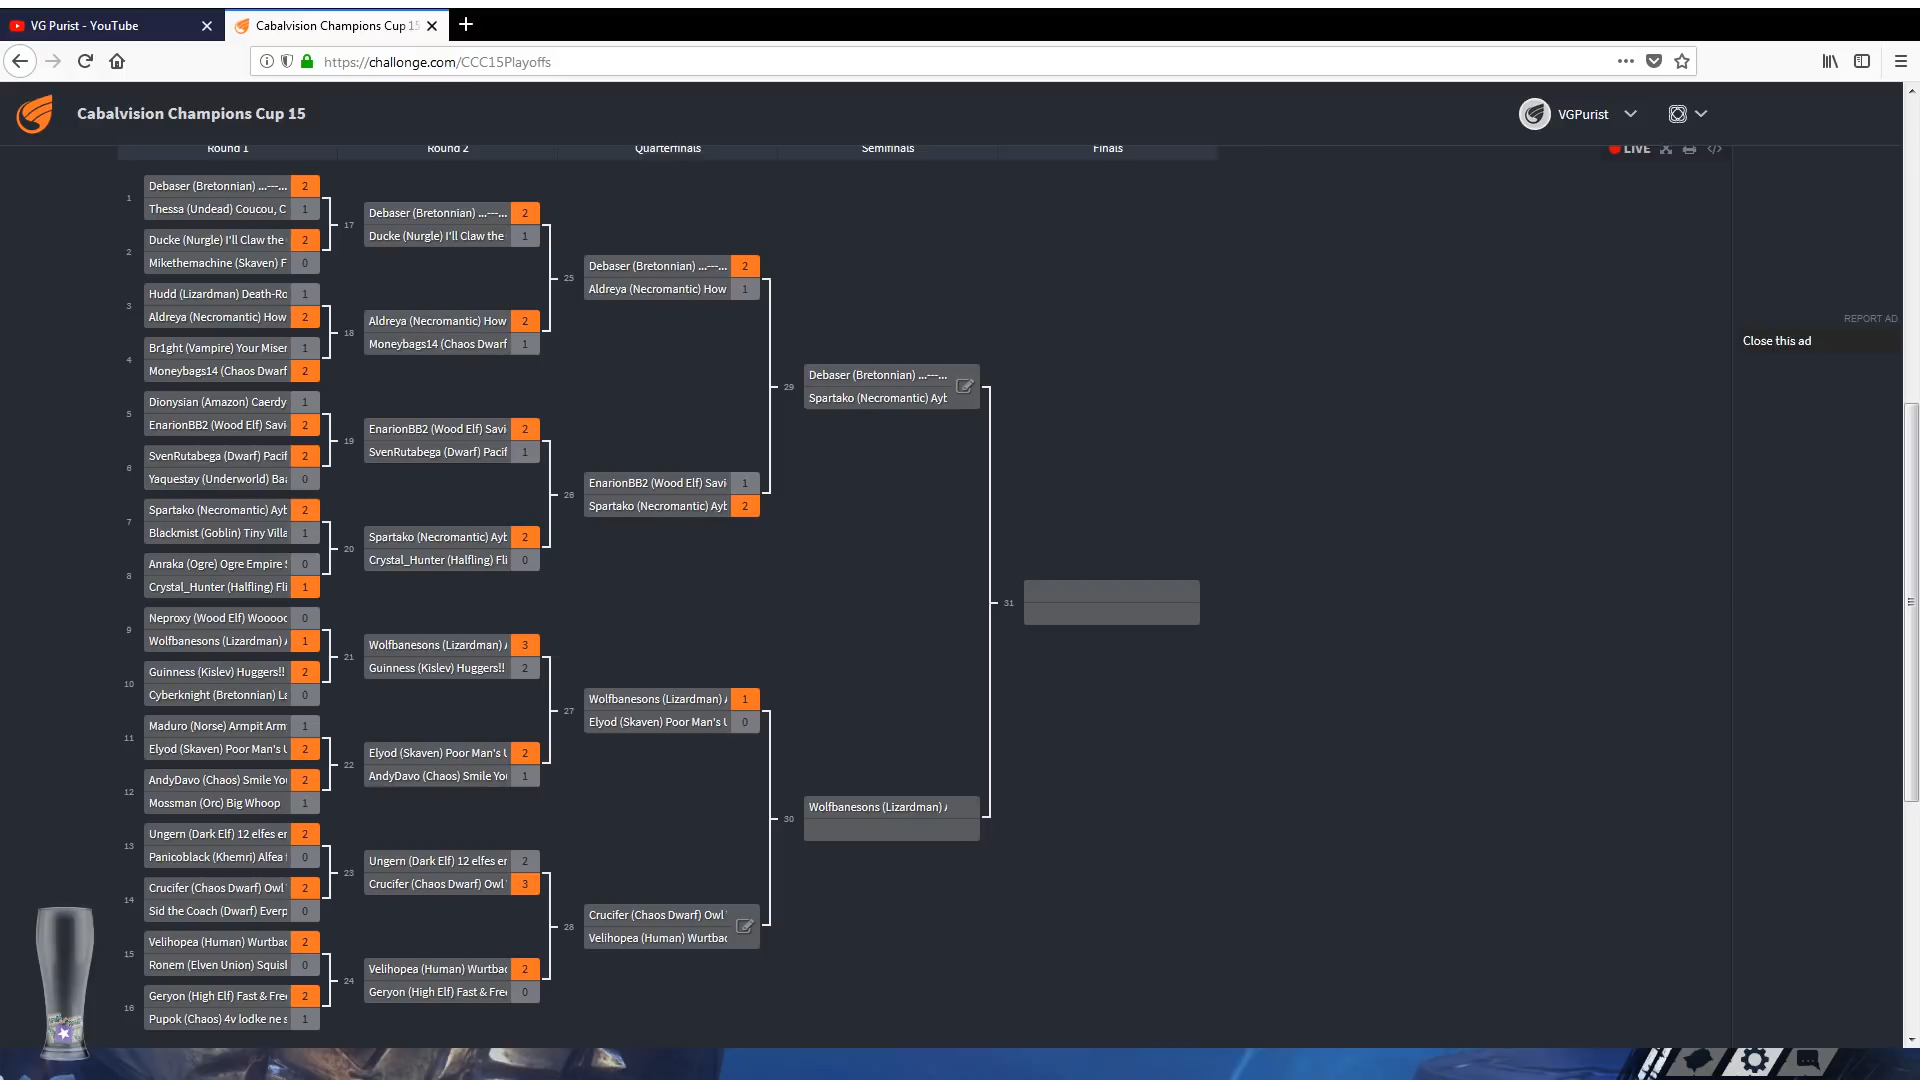 VG Purist - YouTube
Cabalvision Champions Cup 15
https://challonge.com/CCC15Playoffs
Cabalvision Champions Cup 15
VGPurist
Round 1
Round 2
Quarterfinals
Semifinals
Finals
LIVE
REPORT AD
Close this ad
1
Debaser (Bretonnian) ...---... 2
Thessa (Undead) Coucou, C 1
2
Ducke (Nurgle) I'll Claw the 2
Mikethemachine (Skaven) F 0
3
Hudd (Lizardman) Death-Ro 1
Aldreya (Necromantic) How 2
4
Br1ght (Vampire) Your Miser 1
Moneybags14 (Chaos Dwarf 2
5
Dionysian (Amazon) Caerdy 1
EnarionBB2 (Wood Elf) Savi 2
6
SvenRutabega (Dwarf) Pacif 2
Yaquestay (Underworld) Baa 0
7
Spartako (Necromantic) Ayt 2
Blackmist (Goblin) Tiny Villa 1
8
Anraka (Ogre) Ogre Empire S 0
Crystal_Hunter (Halfling) Fli 1
9
Neproxy (Wood Elf) Wooooc 0
Wolfbanesons (Lizardman) A 1
10
Guinness (Kislev) Huggers!! 2
Cyberknight (Bretonnian) La 0
11
Maduro (Norse) Armpit Arm 1
Elyod (Skaven) Poor Man's U 2
12
AndyDavo (Chaos) Smile You 2
Mossman (Orc) Big Whoop 1
13
Ungern (Dark Elf) 12 elfes er 2
Panicoblack (Khemri) Alfea f 0
14
Crucifer (Chaos Dwarf) Owl 2
Sid the Coach (Dwarf) Everp 0
15
Velihopea (Human) Wurtbac 2
Ronem (Elven Union) Squisl 0
16
Geryon (High Elf) Fast & Free 2
Pupok (Chaos) 4v lodke ne s 1
17
Debaser (Bretonnian) ...---... 2
Ducke (Nurgle) I'll Claw the 1
18
Aldreya (Necromantic) How 2
Moneybags14 (Chaos Dwarf 1
19
EnarionBB2 (Wood Elf) Savi 2
SvenRutabega (Dwarf) Pacif 1
20
Spartako (Necromantic) Ayt 2
Crystal_Hunter (Halfling) Fli 0
21
Wolfbanesons (Lizardman) A 3
Guinness (Kislev) Huggers!! 2
22
Elyod (Skaven) Poor Man's U 2
AndyDavo (Chaos) Smile You 1
23
Ungern (Dark Elf) 12 elfes er 2
Crucifer (Chaos Dwarf) Owl 3
24
Velihopea (Human) Wurtbac 2
Geryon (High Elf) Fast & Free 0
25
Debaser (Bretonnian) ...---... 2
Aldreya (Necromantic) How 1
26
EnarionBB2 (Wood Elf) Savi 1
Spartako (Necromantic) Ayt 2
27
Wolfbanesons (Lizardman) A 1
Elyod (Skaven) Poor Man's U 0
28
Crucifer (Chaos Dwarf) Owl
Velihopea (Human) Wurtbac
29
Debaser (Bretonnian) ...---...
Spartako (Necromantic) Ayt
30
Wolfbanesons (Lizardman) A
31